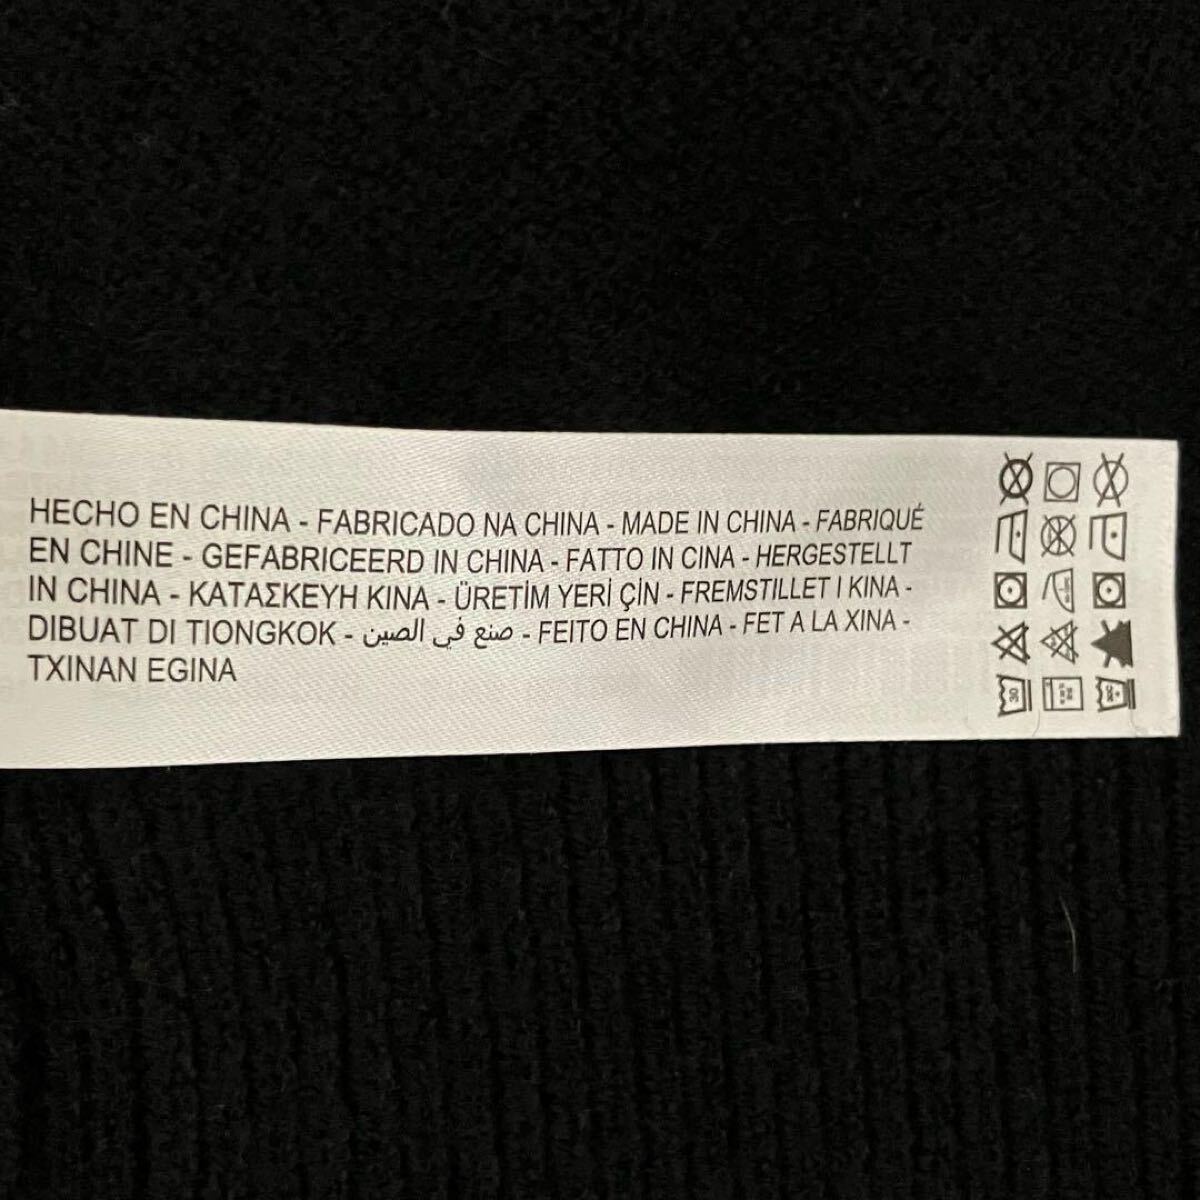 HECHO EN CHINA - FABRICADO NA CHINA - MADE IN CHINA - FABRIQUÉ
EN CHINE - GEFABRICEERD IN CHINA - FATTO IN CINA - HERGESTELLT
IN CHINA - ΚΑΤΑΣΚΕΥΗ ΚΙΝΑ - ÜRETİM YERİ ÇİN - FREMSTILLET I KINA -
DIBUAT DI TIONGKOK - صنع في الصين - FEITO EN CHINA - FET A LA XINA -
TXINAN EGINA
30